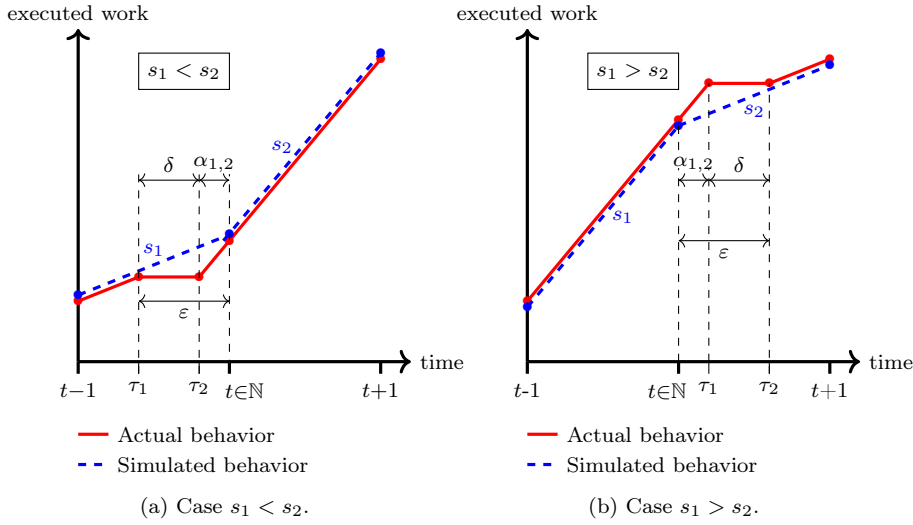 executed work
s₁ < s₂
s₂
δ
α₁,₂
s₁
ε
time
t−1
τ₁
τ₂
t∈ℕ
t+1
Actual behavior
Simulated behavior
(a) Case s₁ < s₂.
executed work
s₁ > s₂
s₂
α₁,₂
δ
s₁
ε
time
t-1
t∈ℕ
τ₁
τ₂
t+1
Actual behavior
Simulated behavior
(b) Case s₁ > s₂.